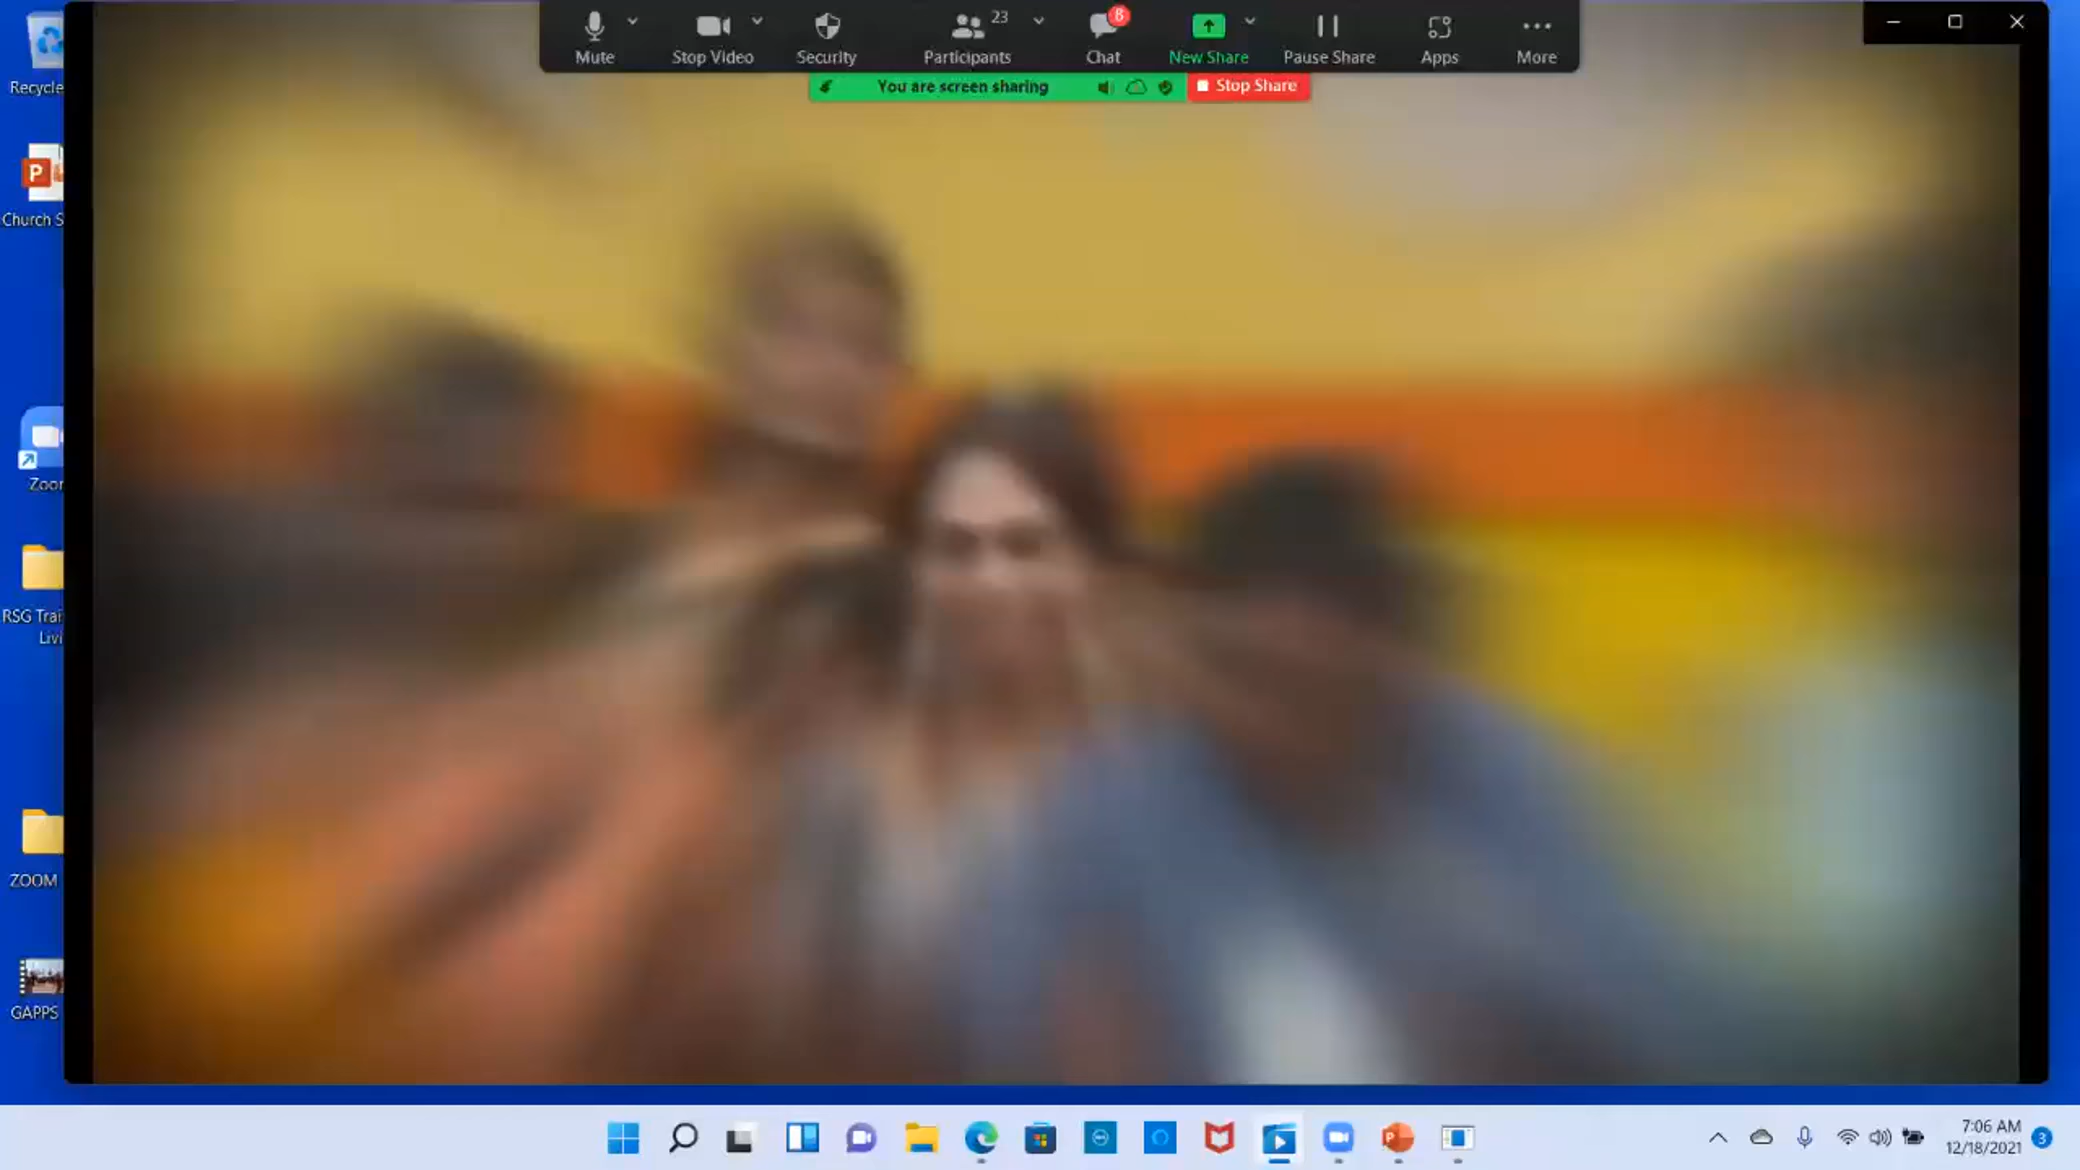 23
8
Mute
Stop Video
Security
Participants
Chat
New Share
Pause Share
Apps
More
You are screen sharing
Stop Share
Recycle
P
Church S
Zoom
RSG Trai
Livi
ZOOM
GAPPS
7:06 AM
12/18/2021
3